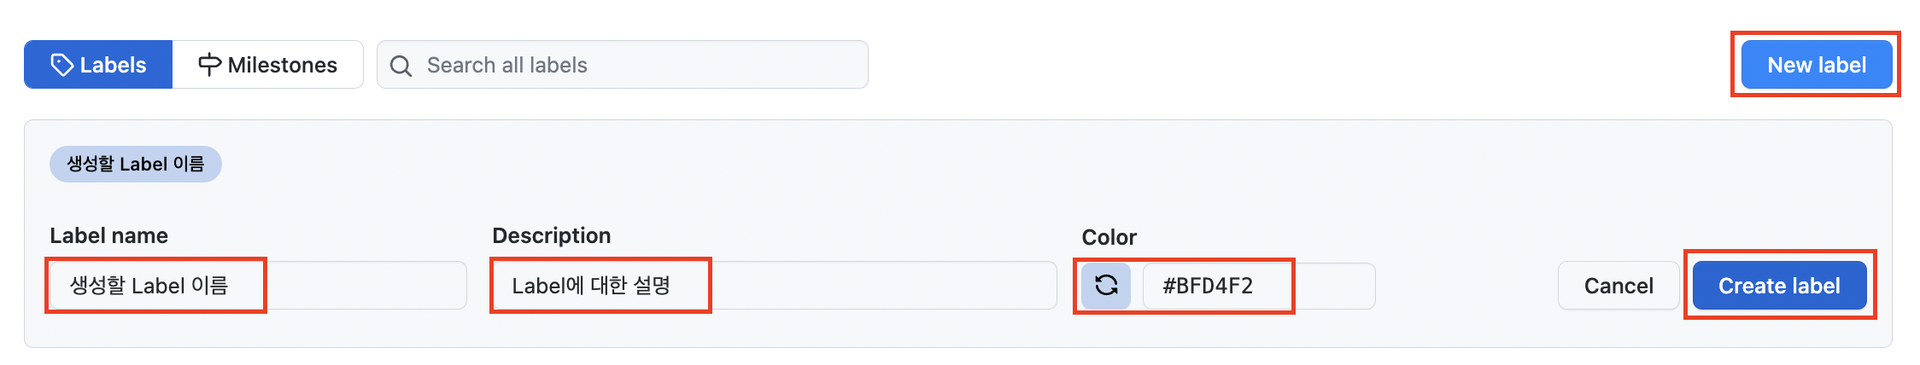 Labels Milestones Search all labels New label
생성할 Label 이름
Label name Description Color
생성할 Label 이름 Label에 대한 설명 #BFD4F2 Cancel Create label